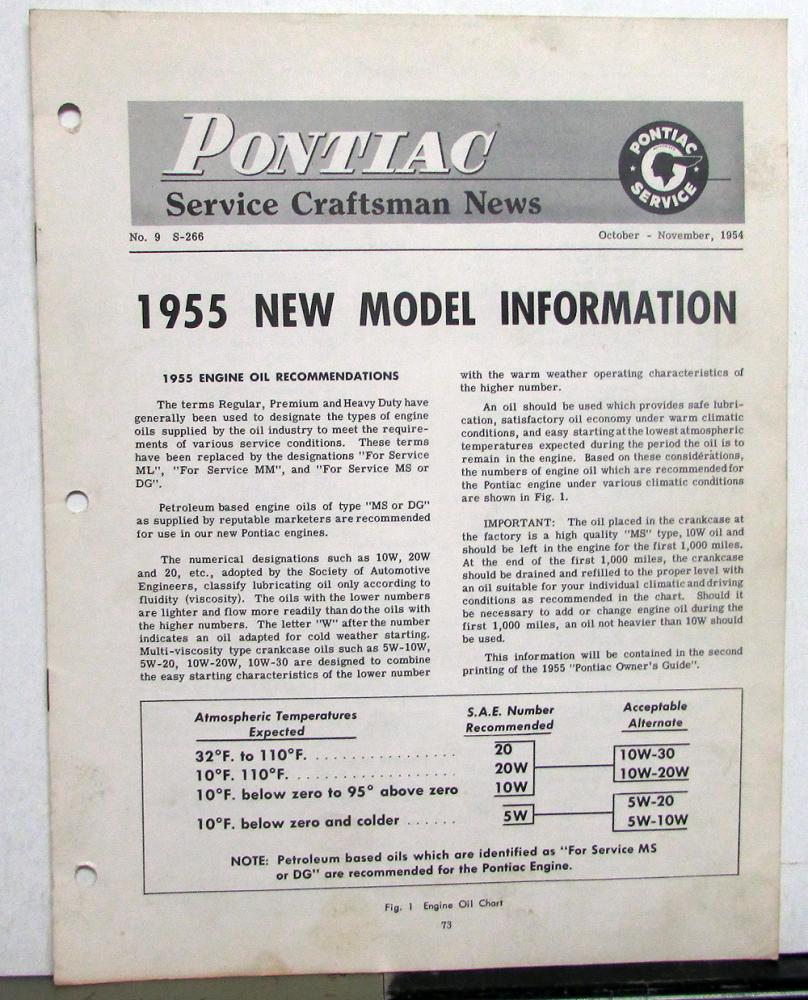 PONTIAC
Service Craftsman News
PONTIAC
SERVICE
No. 9 S-266
October - November, 1954
1955 NEW MODEL INFORMATION
1955 ENGINE OIL RECOMMENDATIONS
The terms Regular, Premium and Heavy Duty have
generally been used to designate the types of engine
oils supplied by the oil industry to meet the require-
ments of various service conditions. These terms
have been replaced by the designations "For Service
ML", "For Service MM", and "For Service MS or
DG".
Petroleum based engine oils of type "MS or DG"
as supplied by reputable marketers are recommended
for use in our new Pontiac engines.
The numerical designations such as 10W, 20W
and 20, etc., adopted by the Society of Automotive
Engineers, classify lubricating oil only according to
fluidity (viscosity). The oils with the lower numbers
are lighter and flow more readily than do the oils with
the higher numbers. The letter "W" after the number
indicates an oil adapted for cold weather starting.
Multi-viscosity type crankcase oils such as 5W-10W,
5W-20, 10W-20W, 10W-30 are designed to combine
the easy starting characteristics of the lower number
with the warm weather operating characteristics of
the higher number.
An oil should be used which provides safe lubri-
cation, satisfactory oil economy under warm climatic
conditions, and easy starting at the lowest atmospheric
temperatures expected during the period the oil is to
remain in the engine. Based on these considerations,
the numbers of engine oil which are recommended for
the Pontiac engine under various climatic conditions
are shown in Fig. 1.
IMPORTANT: The oil placed in the crankcase at
the factory is a high quality "MS" type, 10W oil and
should be left in the engine for the first 1,000 miles.
At the end of the first 1,000 miles, the crankcase
should be drained and refilled to the proper level with
an oil suitable for your individual climatic and driving
conditions as recommended in the chart. Should it
be necessary to add or change engine oil during the
first 1,000 miles, an oil not heavier than 10W should
be used.
This information will be contained in the second
printing of the 1955 "Pontiac Owner's Guide".
Atmospheric Temperatures
Expected
S.A.E. Number
Recommended
Acceptable
Alternate
32°F. to 110°F. . . . . . . . . . . . . . . . 20
10°F. 110°F. . . . . . . . . . . . . . . . . . 20W
10°F. below zero to 95° above zero 10W
10W-30
10W-20W
10°F. below zero and colder . . . . . . 5W
5W-20
5W-10W
NOTE: Petroleum based oils which are identified as "For Service MS
or DG" are recommended for the Pontiac Engine.
Fig. 1 Engine Oil Chart
73